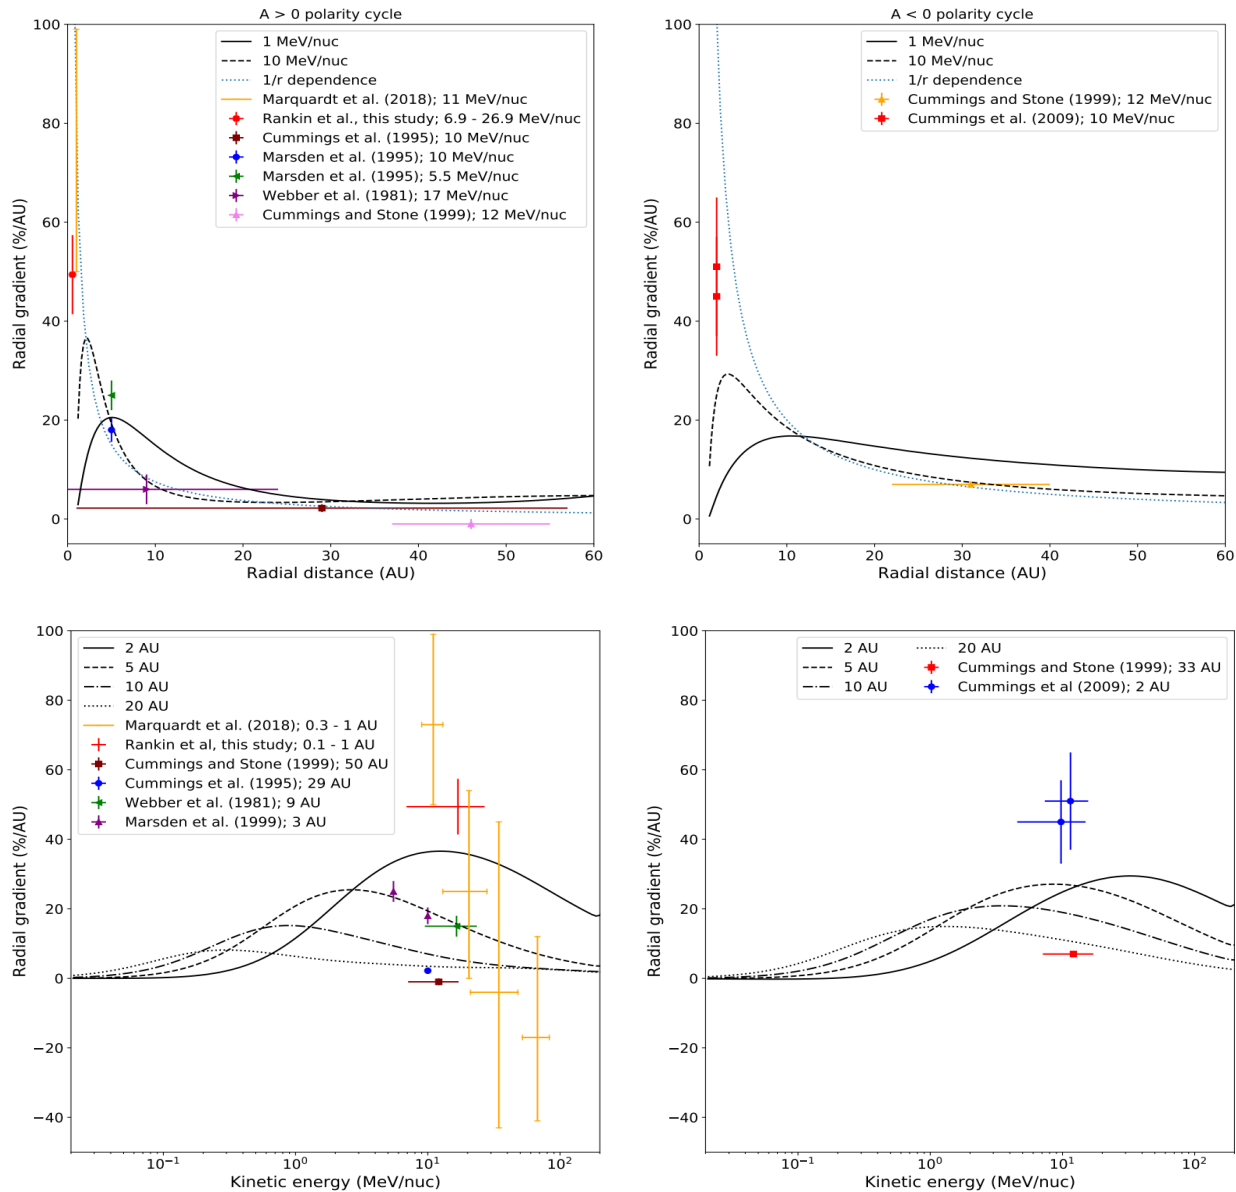 A > 0 polarity cycle
100
80
60
40
20
0
Radial gradient (%/AU)
1 MeV/nuc
10 MeV/nuc
1/r dependence
Marquardt et al. (2018); 11 MeV/nuc
Rankin et al., this study; 6.9 - 26.9 MeV/nuc
Cummings et al. (1995); 10 MeV/nuc
Marsden et al. (1995); 10 MeV/nuc
Marsden et al. (1995); 5.5 MeV/nuc
Webber et al. (1981); 17 MeV/nuc
Cummings and Stone (1999); 12 MeV/nuc
0 10 20 30 40 50 60
Radial distance (AU)
A < 0 polarity cycle
100
80
60
40
20
0
Radial gradient (%/AU)
1 MeV/nuc
10 MeV/nuc
1/r dependence
Cummings and Stone (1999); 12 MeV/nuc
Cummings et al. (2009); 10 MeV/nuc
0 10 20 30 40 50 60
Radial distance (AU)
100
80
60
40
20
0
−20
−40
Radial gradient (%/AU)
2 AU
5 AU
10 AU
20 AU
Marquardt et al. (2018); 0.3 - 1 AU
Rankin et al, this study; 0.1 - 1 AU
Cummings and Stone (1999); 50 AU
Cummings et al. (1995); 29 AU
Webber et al. (1981); 9 AU
Marsden et al. (1999); 3 AU
10⁻¹ 10⁰ 10¹ 10²
Kinetic energy (MeV/nuc)
100
80
60
40
20
0
−20
−40
Radial gradient (%/AU)
2 AU
5 AU
10 AU
20 AU
Cummings and Stone (1999); 33 AU
Cummings et al (2009); 2 AU
10⁻¹ 10⁰ 10¹ 10²
Kinetic energy (MeV/nuc)